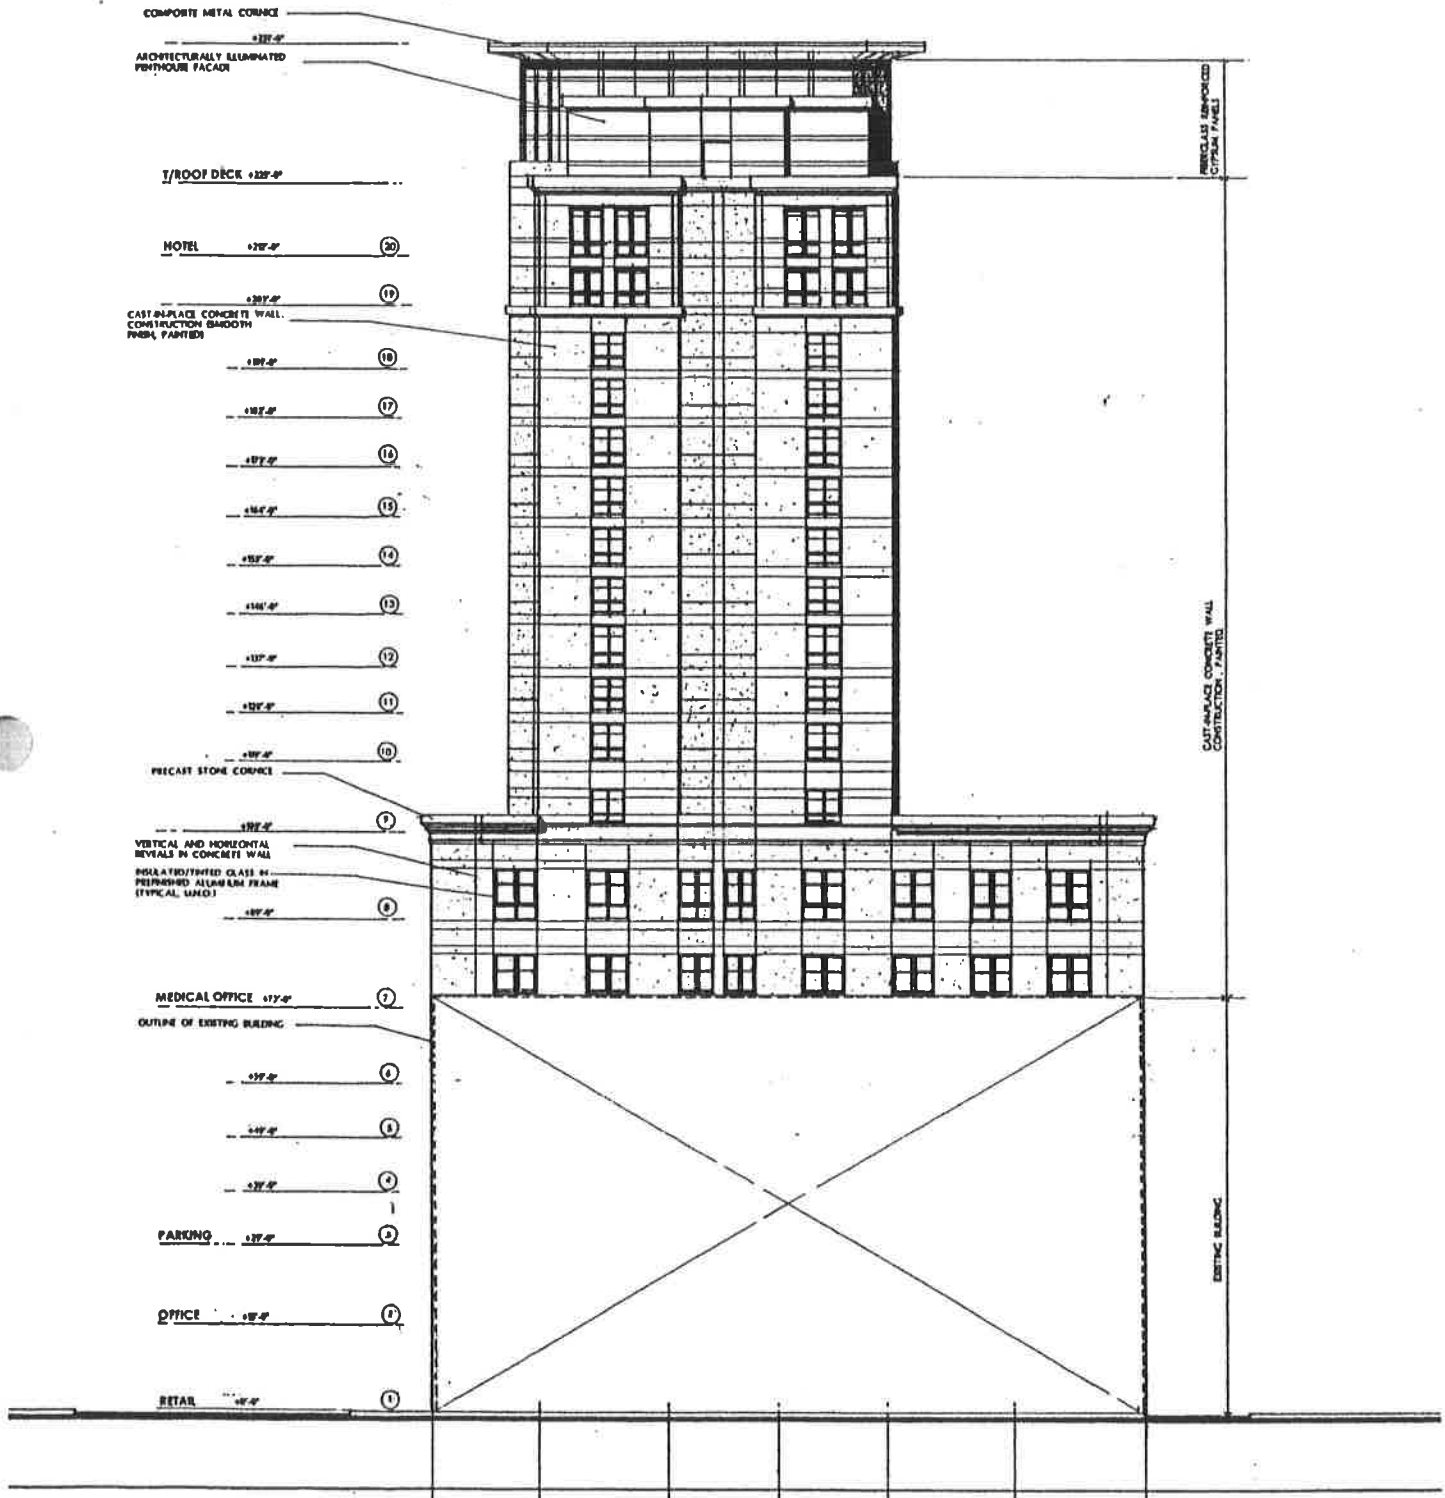 COMPOSITE METAL CORNICE
ARCHITECTURALLY ILLUMINATED
PENTHOUSE FACADE
T/ROOF DECK
HOTEL
20
19
CAST-IN-PLACE CONCRETE WALL.
CONSTRUCTION (SMOOTH
FINISH, PAINTED)
18
17
16
15
14
13
12
11
10
PRECAST STONE CORNICE
9
VERTICAL AND HORIZONTAL
REVEALS IN CONCRETE WALL
INSULATED/TINTED GLASS IN
PREFINISHED ALUMINUM FRAME
(TYPICAL, U.N.O.)
8
MEDICAL OFFICE +73'-0"
7
OUTLINE OF EXISTING BUILDING
6
5
4
PARKING
3
OFFICE
2
RETAIL
1
FIBERGLASS REINFORCED
GYPSUM PANELS
CAST-IN-PLACE CONCRETE WALL
CONSTRUCTION, PAINTED
EXISTING BUILDING